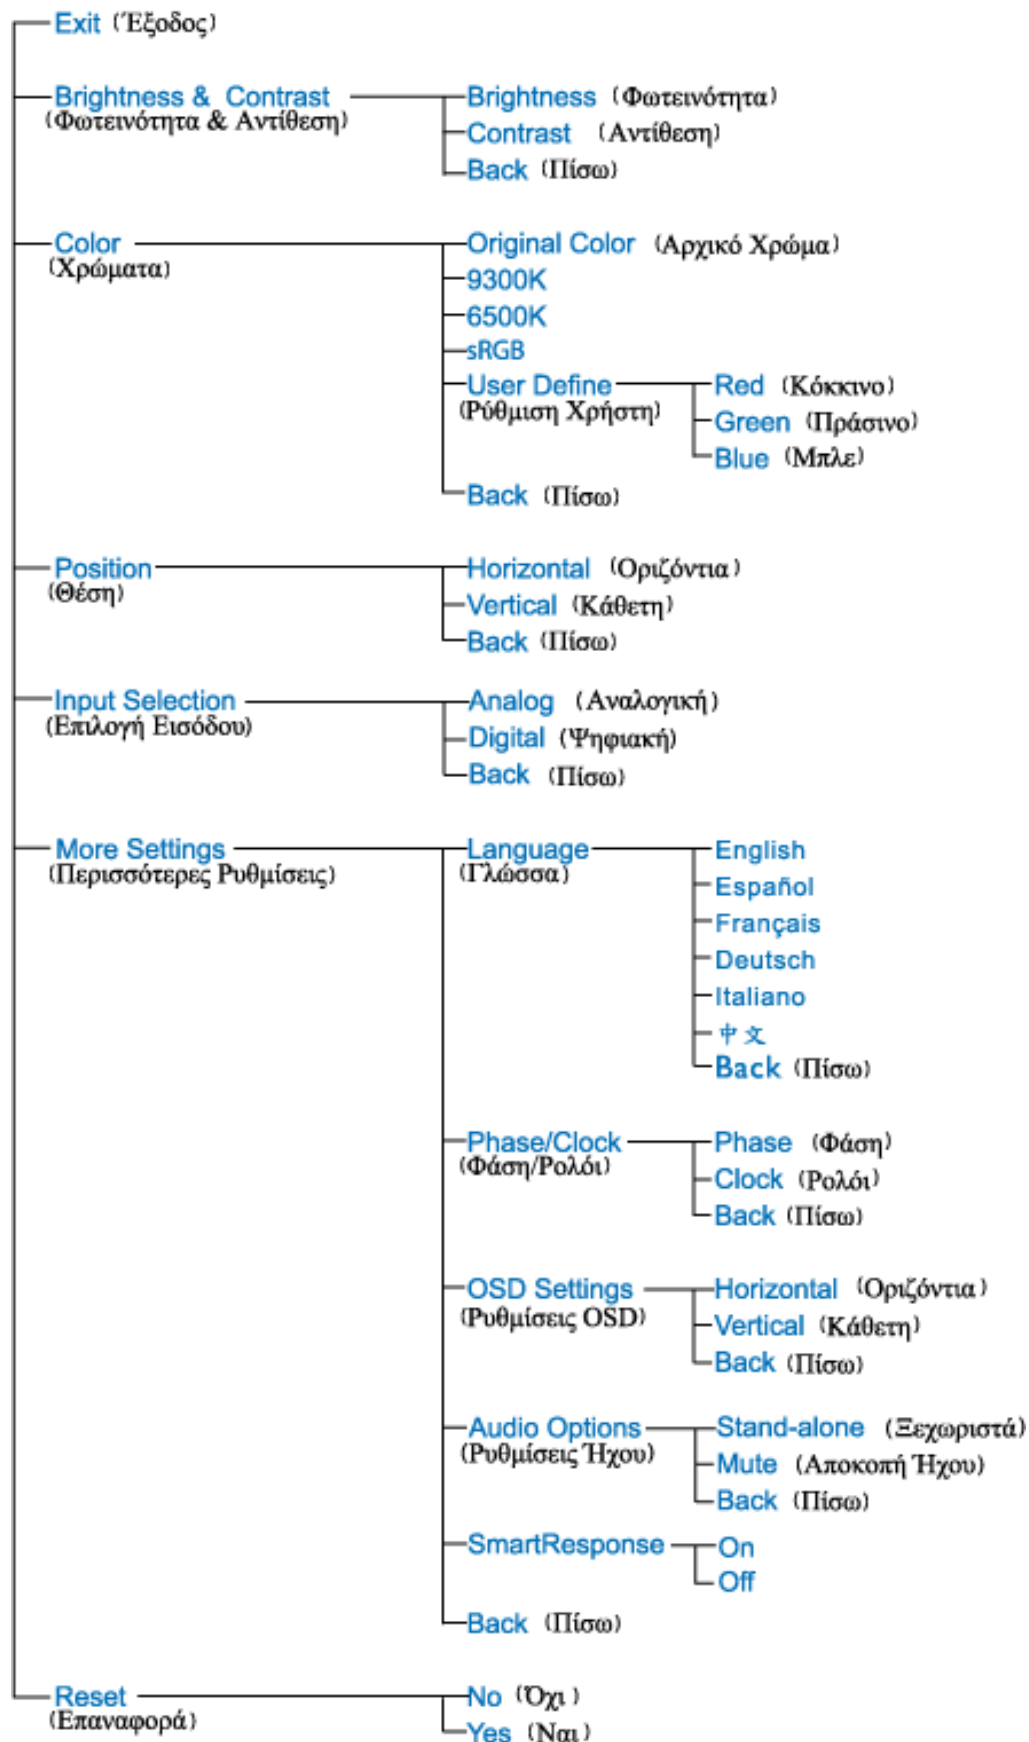 Exit (Έξοδος)
Brightness & Contrast
(Φωτεινότητα & Αντίθεση)
Brightness (Φωτεινότητα)
Contrast (Αντίθεση)
Back (Πίσω)
Color
(Χρώματα)
Original Color (Αρχικό Χρώμα)
9300K
6500K
sRGB
User Define
(Ρύθμιση Χρήστη)
Red (Κόκκινο)
Green (Πράσινο)
Blue (Μπλε)
Back (Πίσω)
Position
(Θέση)
Horizontal (Οριζόντια)
Vertical (Κάθετη)
Back (Πίσω)
Input Selection
(Επιλογή Εισόδου)
Analog (Αναλογική)
Digital (Ψηφιακή)
Back (Πίσω)
More Settings
(Περισσότερες Ρυθμίσεις)
Language
(Γλώσσα)
English
Español
Français
Deutsch
Italiano
中文
Back (Πίσω)
Phase/Clock
(Φάση/Ρολόι)
Phase (Φάση)
Clock (Ρολόι)
Back (Πίσω)
OSD Settings
(Ρυθμίσεις OSD)
Horizontal (Οριζόντια)
Vertical (Κάθετη)
Back (Πίσω)
Audio Options
(Ρυθμίσεις Ήχου)
Stand-alone (Ξεχωριστά)
Mute (Αποκοπή Ήχου)
Back (Πίσω)
SmartResponse
On
Off
Back (Πίσω)
Reset
(Επαναφορά)
No (Όχι)
Yes (Ναι)